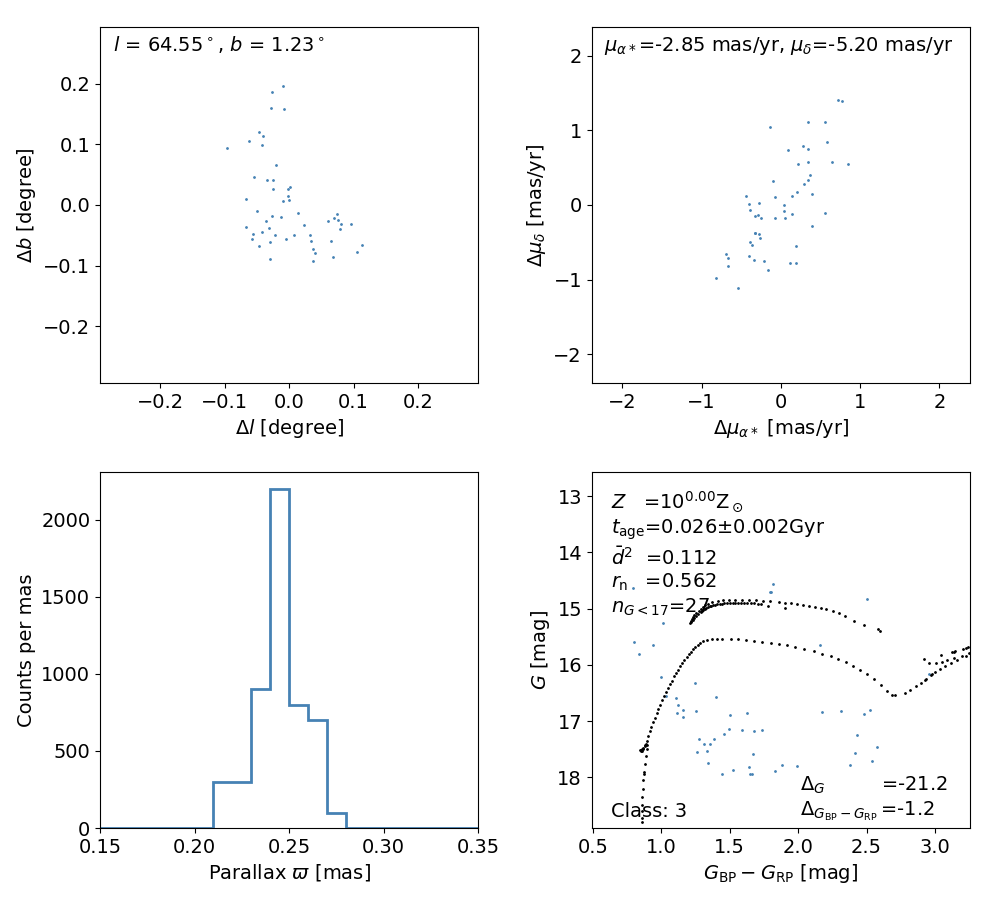 l = 64.55°, b = 1.23°
0.2
0.1
0.0
−0.1
−0.2
Δb [degree]
−0.2 −0.1 0.0 0.1 0.2
Δl [degree]
μα*=-2.85 mas/yr, μδ=-5.20 mas/yr
2
1
0
−1
−2
Δμδ [mas/yr]
−2 −1 0 1 2
Δμα* [mas/yr]
2000
1500
1000
500
0
Counts per mas
0.15 0.20 0.25 0.30 0.35
Parallax ϖ [mas]
Z =10^0.00 Z⊙
t_age=0.026±0.002Gyr
d̄² =0.112
r_n =0.562
n_G<17=27
13
14
15
16
17
18
G [mag]
Δ_G =-21.2
Δ_G_BP−G_RP =-1.2
Class: 3
0.5 1.0 1.5 2.0 2.5 3.0
G_BP − G_RP [mag]